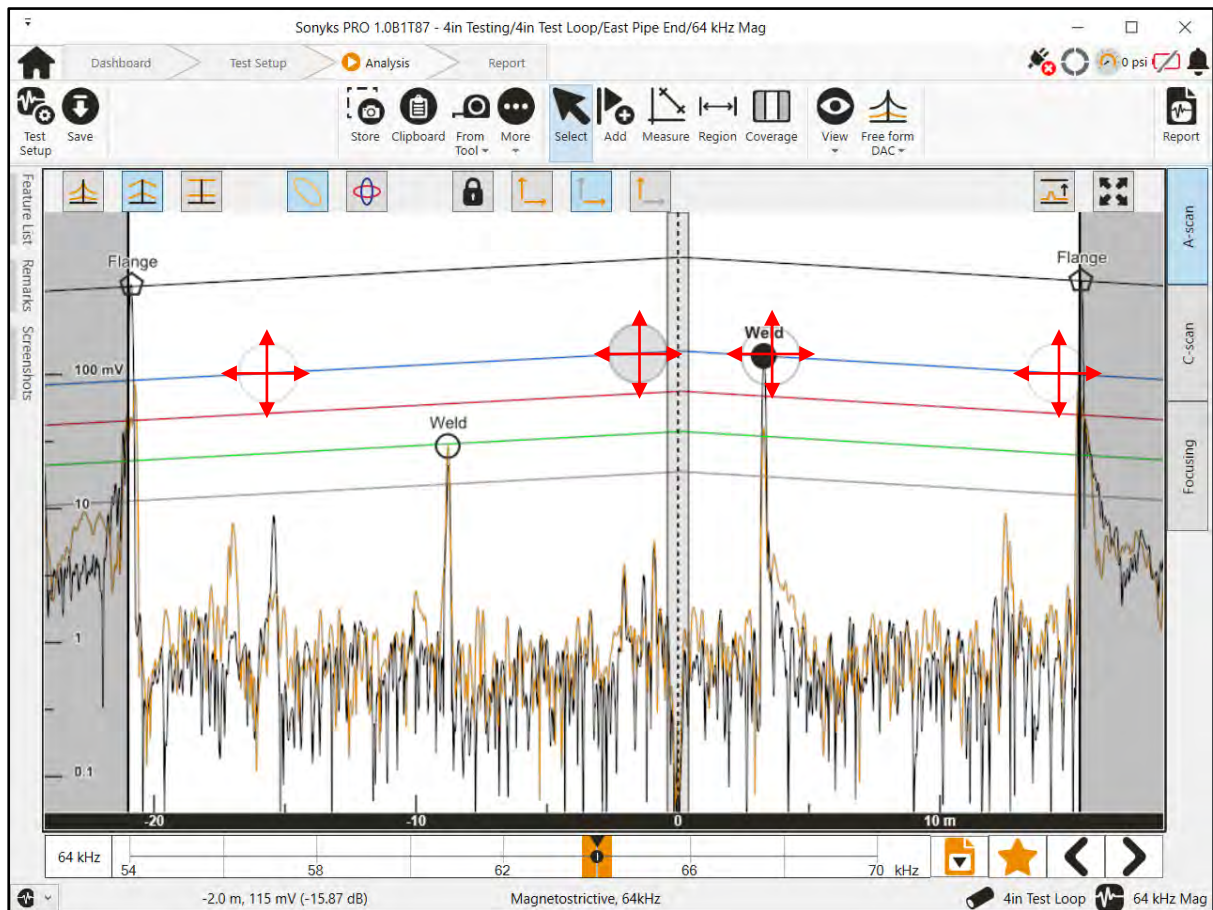 Sonyks PRO 1.0B1T87 - 4in Testing/4in Test Loop/East Pipe End/64 kHz Mag
Dashboard Test Setup Analysis Report
0 psi
Test Setup
Save
Store
Clipboard
From Tool
More
Select
Add
Measure
Region
Coverage
View
Free form DAC
Report
Feature List
Remarks
Screenshots
A-scan
C-scan
Focusing
Flange
Flange
Weld
100 mV
Weld
10
1
0.1
-20 -10 0 10 m
64 kHz
54 58 62 66 70 kHz
-2.0 m, 115 mV (-15.87 dB)
Magnetostrictive, 64kHz
4in Test Loop
64 kHz Mag